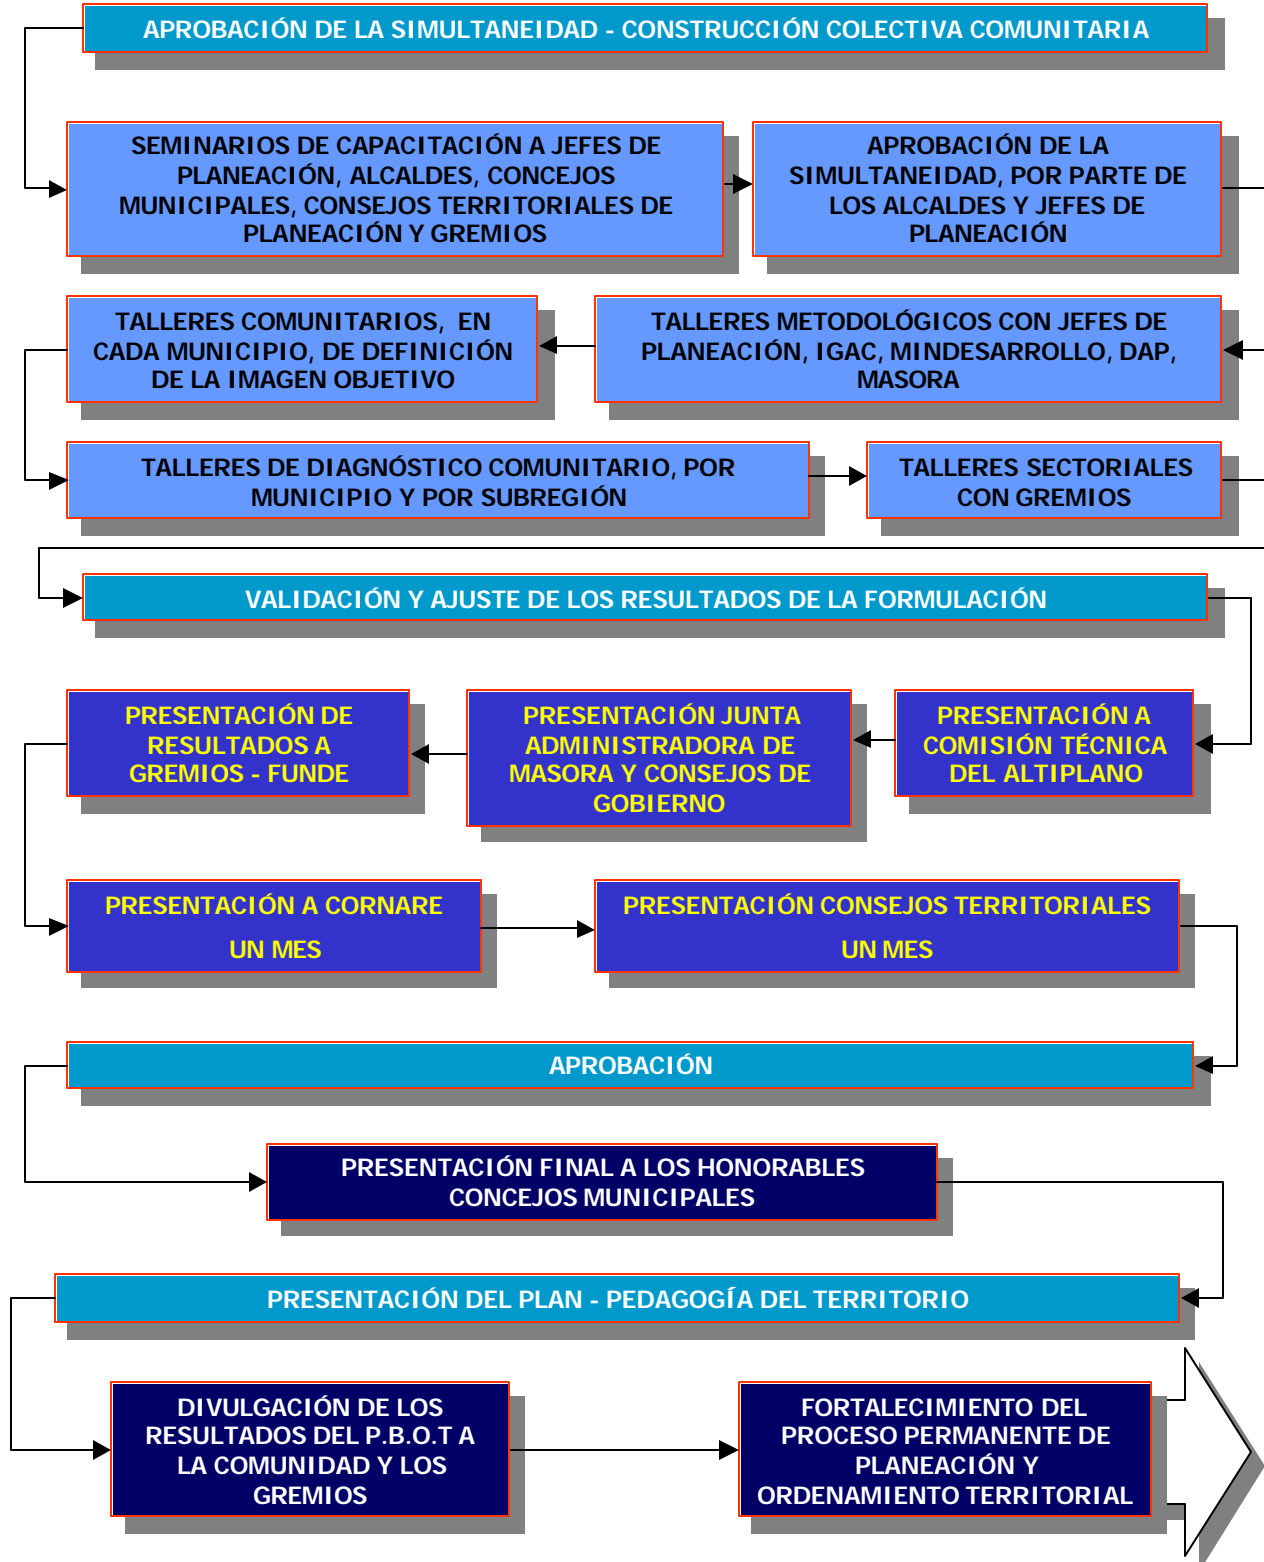 APROBACIÓN DE LA SIMULTANEIDAD - CONSTRUCCIÓN COLECTIVA COMUNITARIA
SEMINARIOS DE CAPACITACIÓN A JEFES DE
PLANEACIÓN, ALCALDES, CONCEJOS
MUNICIPALES, CONSEJOS TERRITORIALES DE
PLANEACIÓN Y GREMIOS
APROBACIÓN DE LA
SIMULTANEIDAD, POR PARTE DE
LOS ALCALDES Y JEFES DE
PLANEACIÓN
TALLERES METODOLÓGICOS CON JEFES DE
PLANEACIÓN, IGAC, MINDESARROLLO, DAP,
MASORA
TALLERES COMUNITARIOS, EN
CADA MUNICIPIO, DE DEFINICIÓN
DE LA IMAGEN OBJETIVO
TALLERES DE DIAGNÓSTICO COMUNITARIO, POR
MUNICIPIO Y POR SUBREGIÓN
TALLERES SECTORIALES
CON GREMIOS
VALIDACIÓN Y AJUSTE DE LOS RESULTADOS DE LA FORMULACIÓN
PRESENTACIÓN A
COMISIÓN TÉCNICA
DEL ALTIPLANO
PRESENTACIÓN JUNTA
ADMINISTRADORA DE
MASORA Y CONSEJOS DE
GOBIERNO
PRESENTACIÓN DE
RESULTADOS A
GREMIOS - FUNDE
PRESENTACIÓN A CORNARE
UN MES
PRESENTACIÓN CONSEJOS TERRITORIALES
UN MES
APROBACIÓN
PRESENTACIÓN FINAL A LOS HONORABLES
CONCEJOS MUNICIPALES
PRESENTACIÓN DEL PLAN - PEDAGOGÍA DEL TERRITORIO
DIVULGACIÓN DE LOS
RESULTADOS DEL P.B.O.T A
LA COMUNIDAD Y LOS
GREMIOS
FORTALECIMIENTO DEL
PROCESO PERMANENTE DE
PLANEACIÓN Y
ORDENAMIENTO TERRITORIAL